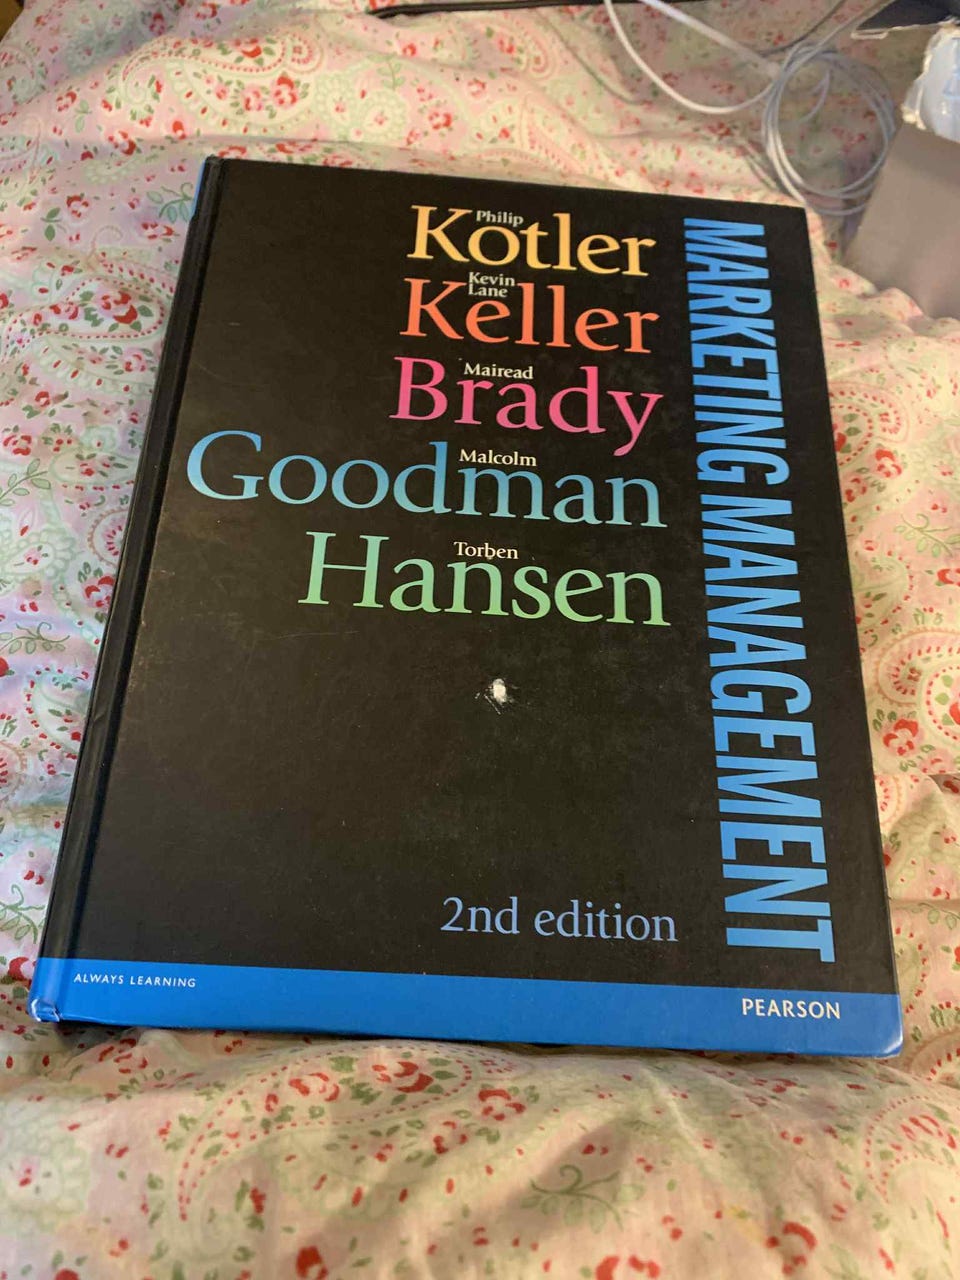 Philip
Kotler
Kevin
Lane
Keller
Mairead
Brady
Malcolm
Goodman
Torben
Hansen
MARKETING MANAGEMENT
2nd edition
ALWAYS LEARNING
PEARSON